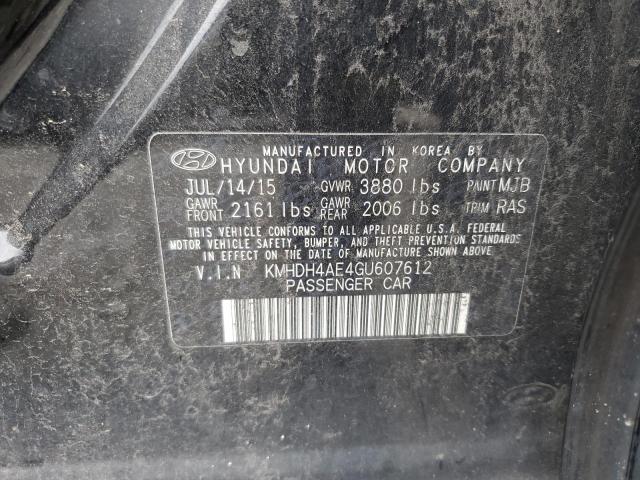 MANUFACTURED IN KOREA BY
HYUNDAI MOTOR COMPANY
JUL/14/15 GVWR 3880 lbs PAINT MJB
GAWR FRONT 2161 lbs GAWR REAR 2006 lbs TRIM RAS
THIS VEHICLE CONFORMS TO ALL APPLICABLE U.S.A. FEDERAL
MOTOR VEHICLE SAFETY, BUMPER, AND THEFT PREVENTION STANDARDS
IN EFFECT ON THE DATE OF MANUFACTURE SHOWN ABOVE.
V.I.N KMHDH4AE4GU607612
PASSENGER CAR